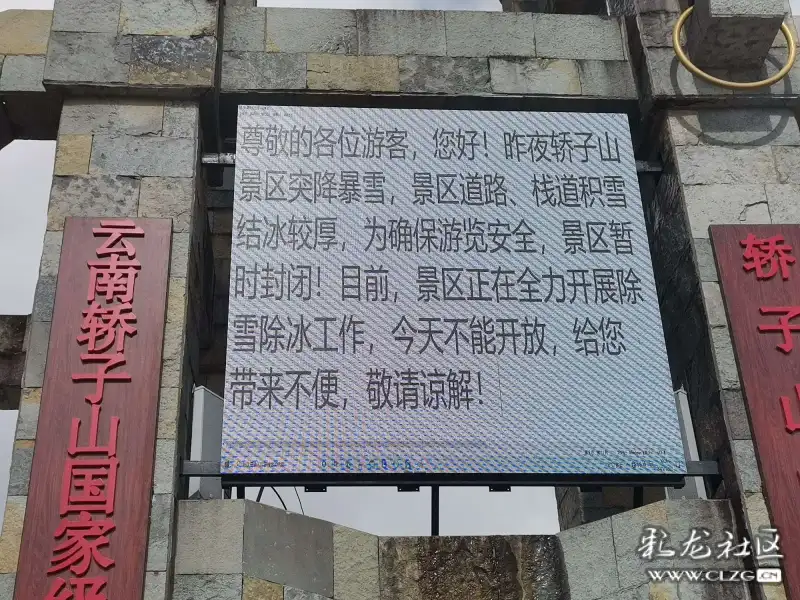 尊敬的各位游客，您好！昨夜轿子山
景区突降暴雪，景区道路、栈道积雪
结冰较厚，为确保游览安全，景区暂
时封闭！目前，景区正在全力开展除
雪除冰工作，今天不能开放，给您
带来不便，敬请谅解！
云南轿子山国家级
轿子山
彩龙社区
WWW.CLZG.CN